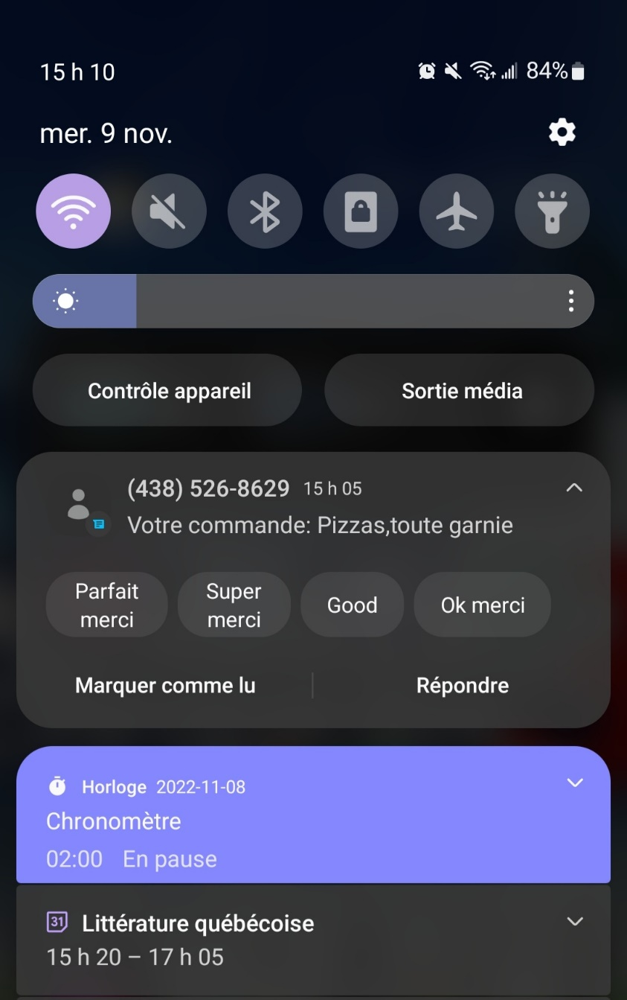 15 h 10
84%
mer. 9 nov.
Contrôle appareil
Sortie média
(438) 526-8629 15 h 05
Votre commande: Pizzas,toute garnie
Parfait
merci
Super
merci
Good
Ok merci
Marquer comme lu
Répondre
Horloge 2022-11-08
Chronomètre
02:00 En pause
31 Littérature québécoise
15 h 20 – 17 h 05